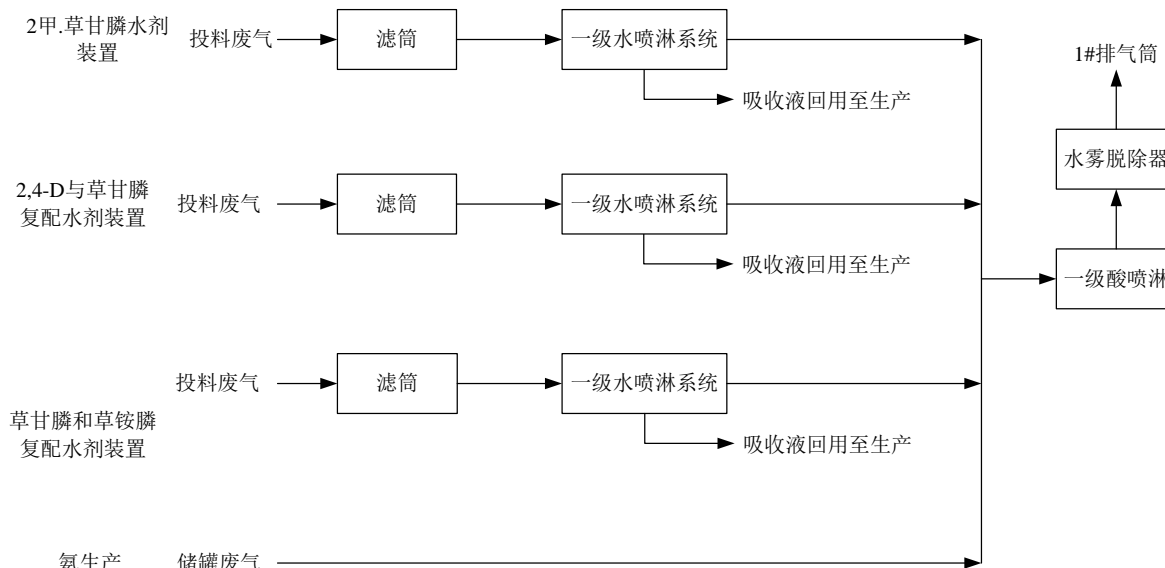 2甲.草甘膦水剂
装置
投料废气
滤筒
一级水喷淋系统
吸收液回用至生产
1#排气筒
水雾脱除器
2,4-D与草甘膦
复配水剂装置
投料废气
滤筒
一级水喷淋系统
吸收液回用至生产
一级酸喷淋
投料废气
滤筒
一级水喷淋系统
草甘膦和草铵膦
复配水剂装置
吸收液回用至生产
氨生产
储罐废气